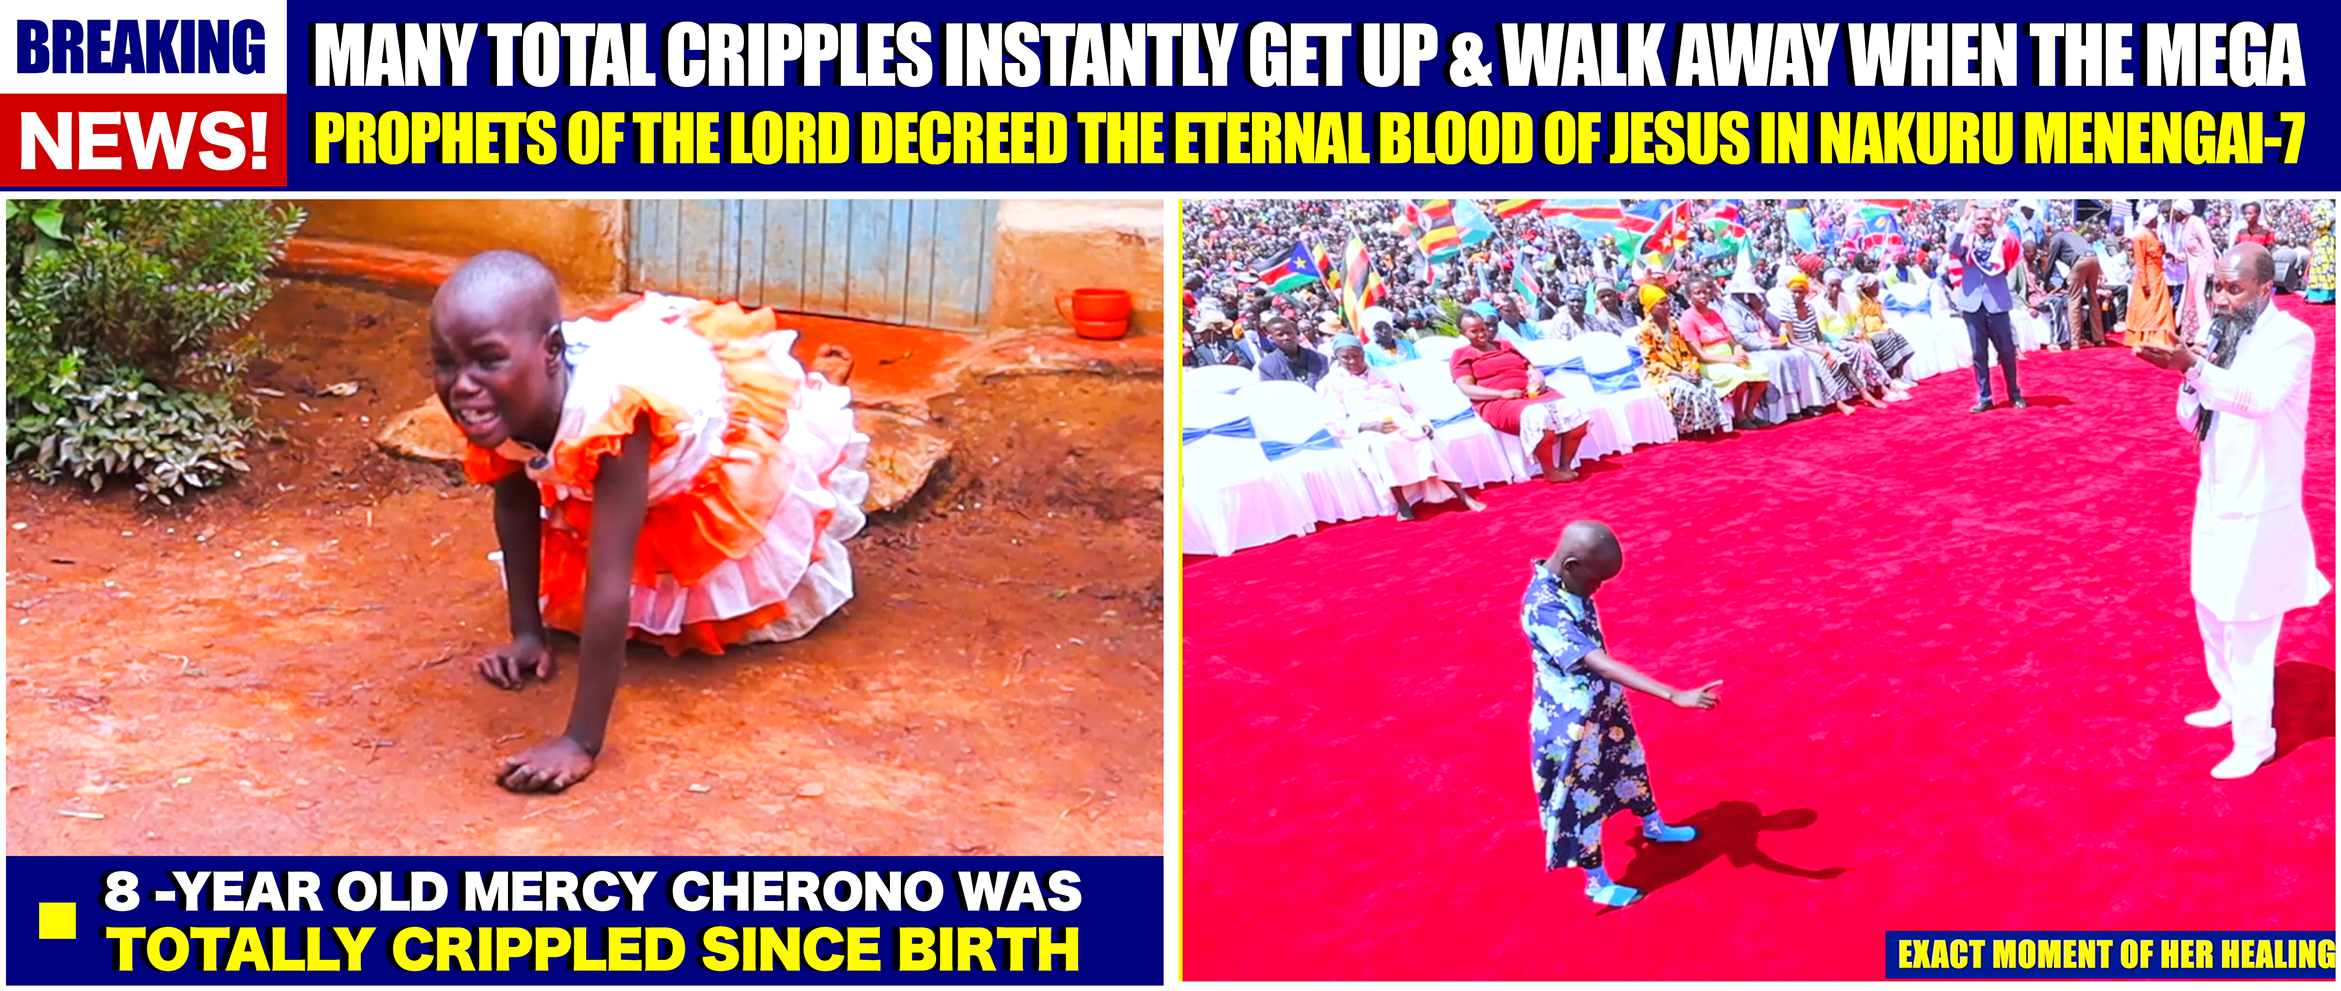 BREAKING
NEWS!
MANY TOTAL CRIPPLES INSTANTLY GET UP & WALK AWAY WHEN THE MEGA
PROPHETS OF THE LORD DECREED THE ETERNAL BLOOD OF JESUS IN NAKURU MENENGAI-7
8 -YEAR OLD MERCY CHERONO WAS
TOTALLY CRIPPLED SINCE BIRTH
EXACT MOMENT OF HER HEALING